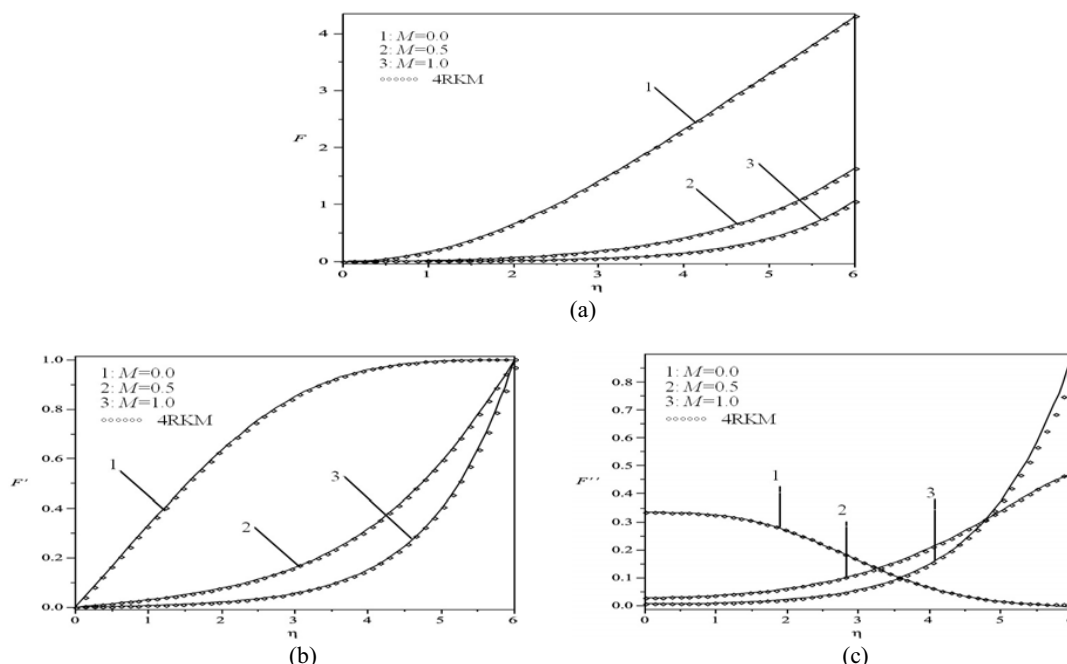 1: M=0.0
2: M=0.5
3: M=1.0
◇◇◇◇◇◇ 4RKM
F
4
3
2
1
0
1
2
3
0 1 2 3 4 5 6
η
(a)
1: M=0.0
2: M=0.5
3: M=1.0
◇◇◇◇◇◇ 4RKM
F'
1.0
0.8
0.6
0.4
0.2
0.0
1
2
3
0 1 2 3 4 5 6
η
(b)
1: M=0.0
2: M=0.5
3: M=1.0
◇◇◇◇◇◇ 4RKM
F''
0.8
0.7
0.6
0.5
0.4
0.3
0.2
0.1
0.0
1
2
3
0 1 2 3 4 5 6
η
(c)